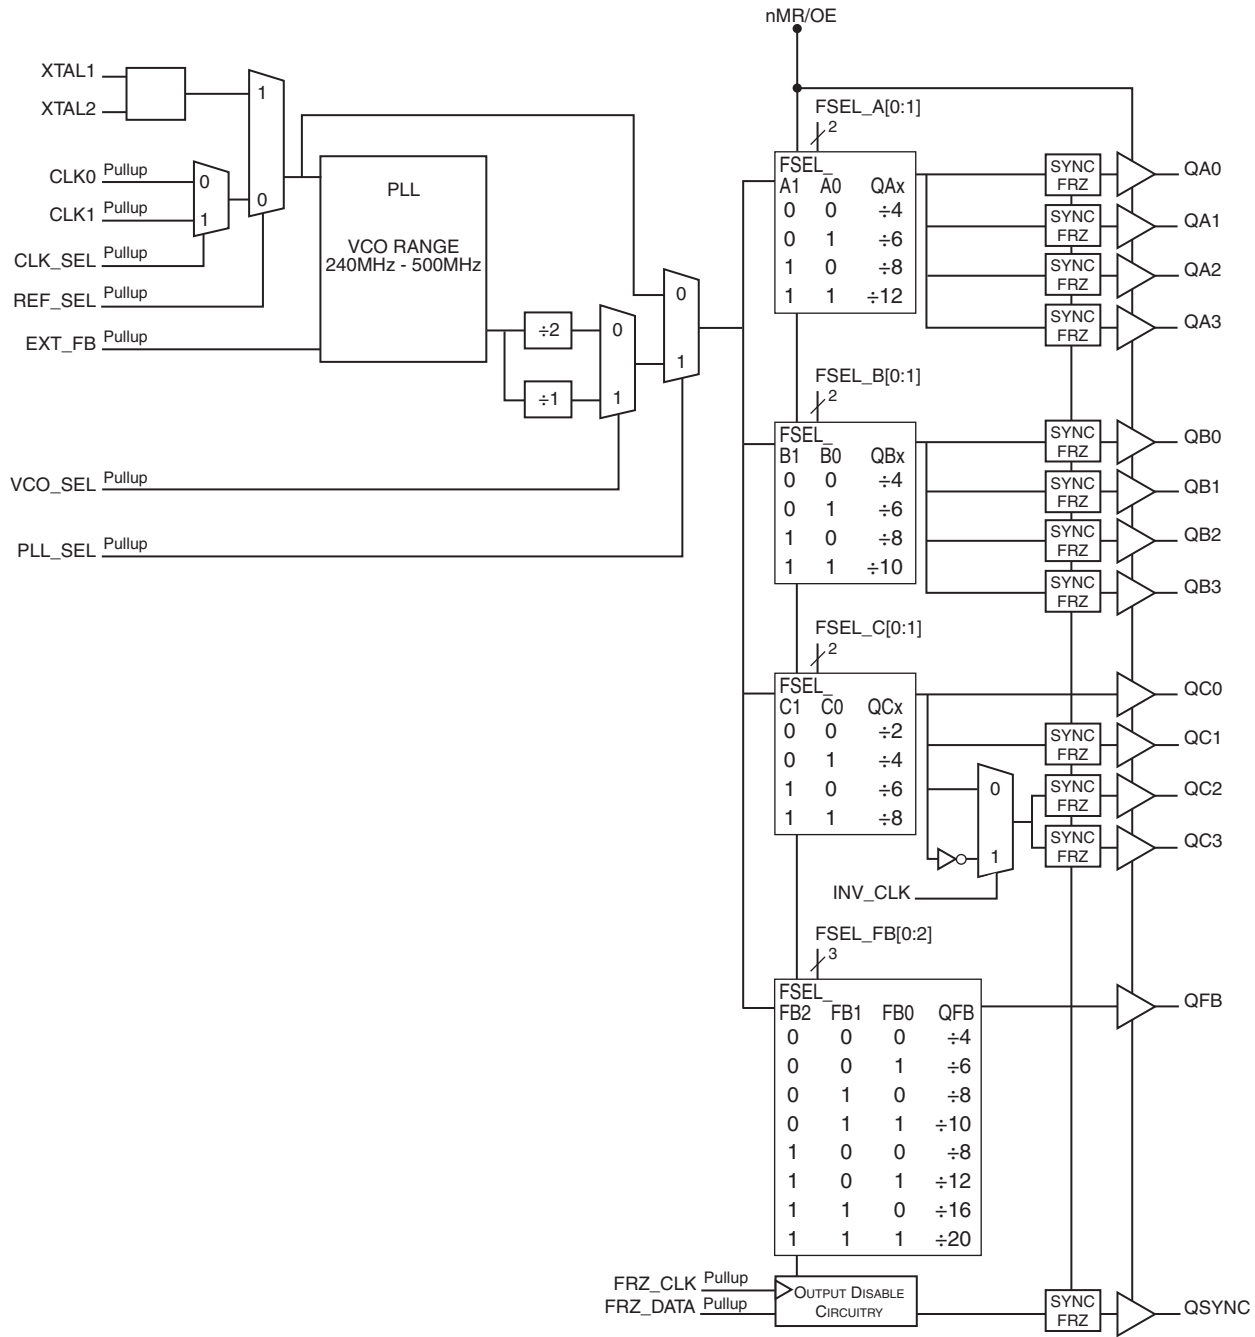 nMR/OE
XTAL1
XTAL2
1
0
CLK0 Pullup
CLK1 Pullup
0
1
CLK_SEL Pullup
REF_SEL Pullup
EXT_FB Pullup
PLL
VCO RANGE
240MHz - 500MHz
÷2
÷1
0
1
0
1
VCO_SEL Pullup
PLL_SEL Pullup
FSEL_A[0:1]
2
FSEL_
A1 A0 QAx
0 0 ÷4
0 1 ÷6
1 0 ÷8
1 1 ÷12
SYNC
FRZ
QA0
SYNC
FRZ
QA1
SYNC
FRZ
QA2
SYNC
FRZ
QA3
FSEL_B[0:1]
2
FSEL_
B1 B0 QBx
0 0 ÷4
0 1 ÷6
1 0 ÷8
1 1 ÷10
SYNC
FRZ
QB0
SYNC
FRZ
QB1
SYNC
FRZ
QB2
SYNC
FRZ
QB3
FSEL_C[0:1]
2
FSEL_
C1 C0 QCx
0 0 ÷2
0 1 ÷4
1 0 ÷6
1 1 ÷8
0
1
INV_CLK
QC0
SYNC
FRZ
QC1
SYNC
FRZ
QC2
SYNC
FRZ
QC3
FSEL_FB[0:2]
3
FSEL_
FB2 FB1 FB0 QFB
0 0 0 ÷4
0 0 1 ÷6
0 1 0 ÷8
0 1 1 ÷10
1 0 0 ÷8
1 0 1 ÷12
1 1 0 ÷16
1 1 1 ÷20
QFB
FRZ_CLK Pullup
FRZ_DATA Pullup
OUTPUT DISABLE
CIRCUITRY
SYNC
FRZ
QSYNC